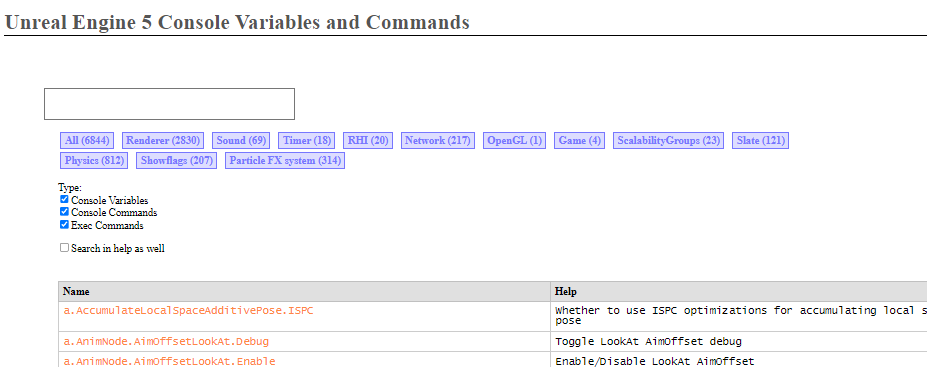 Unreal Engine 5 Console Variables and Commands
All (6844) Renderer (2830) Sound (69) Timer (18) RHI (20) Network (217) OpenGL (1) Game (4) ScalabilityGroups (23) Slate (121)
Physics (812) Showflags (207) Particle FX system (314)
Type:
Console Variables
Console Commands
Exec Commands
Search in help as well
Name Help
a.AccumulateLocalSpaceAdditivePose.ISPC Whether to use ISPC optimizations for accumulating local
pose
a.AnimNode.AimOffsetLookAt.Debug Toggle LookAt AimOffset debug
a.AnimNode.AimOffsetLookAt.Enable Enable/Disable LookAt AimOffset